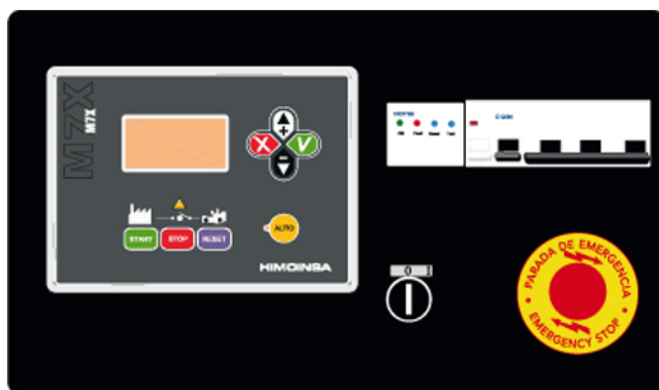 M7X
M7X
X
+
V
-
START
STOP
RESET
AUTO
HIMOINSA
0 I
PARADA DE EMERGENCIA
EMERGENCY STOP